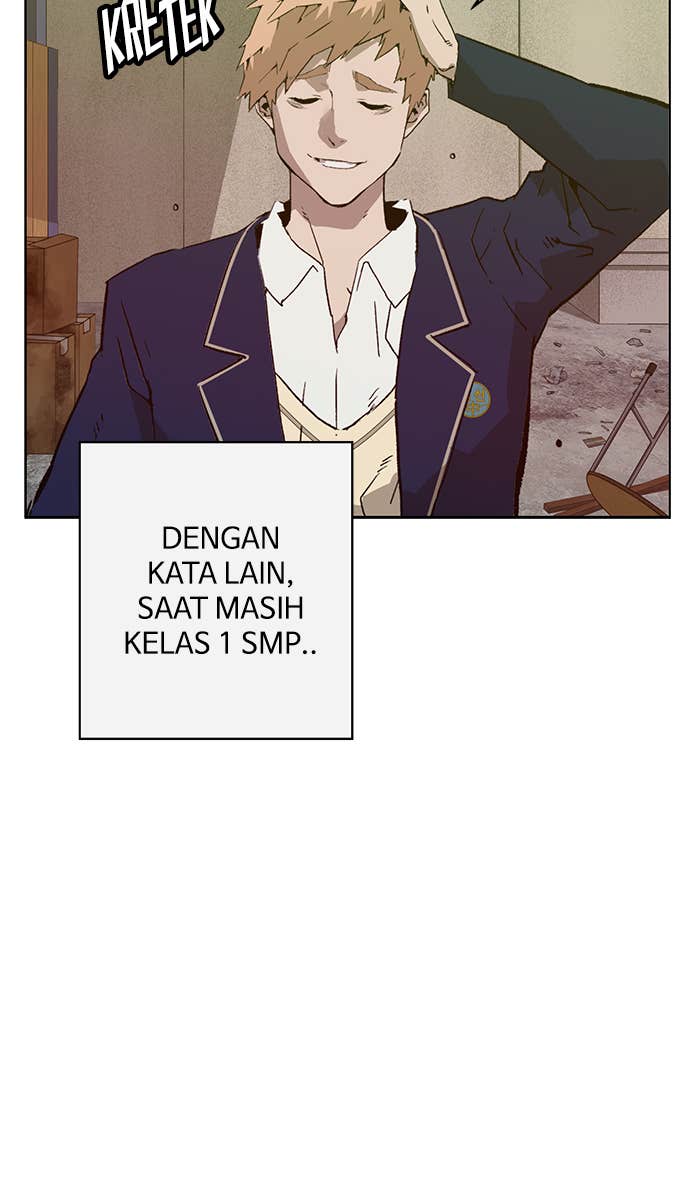 KRETEK
DENGAN
KATA LAIN,
SAAT MASIH
KELAS 1 SMP..